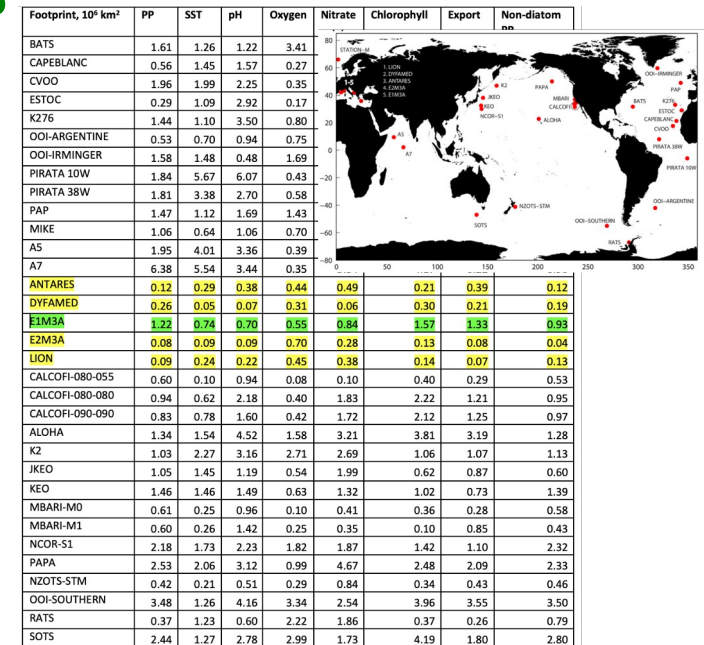 Footprint, 10⁶ km² PP SST pH Oxygen Nitrate Chlorophyll Export Non-diatom
BATS 1.61 1.26 1.22 3.41
CAPEBLANC 0.56 1.45 1.57 0.27
CVOO 1.96 1.99 2.25 0.35
ESTOC 0.29 1.09 2.92 0.17
K276 1.44 1.10 3.50 0.80
OOI-ARGENTINE 0.53 0.70 0.94 0.75
OOI-IRMINGER 1.58 1.48 0.48 1.69
PIRATA 10W 1.84 5.67 6.07 0.43
PIRATA 38W 1.81 3.38 2.70 0.58
PAP 1.47 1.12 1.69 1.43
MIKE 1.06 0.64 1.06 0.70
A5 1.95 4.01 3.36 0.39
A7 6.38 5.54 3.44 0.35
ANTARES 0.12 0.29 0.38 0.44 0.49 0.21 0.39 0.12
DYFAMED 0.26 0.05 0.07 0.31 0.06 0.30 0.21 0.19
E1M3A 1.22 0.74 0.70 0.55 0.84 1.57 1.33 0.93
E2M3A 0.08 0.09 0.09 0.70 0.28 0.13 0.08 0.04
LION 0.09 0.24 0.22 0.45 0.38 0.14 0.07 0.13
CALCOFI-080-055 0.60 0.10 0.94 0.08 0.10 0.40 0.29 0.53
CALCOFI-080-080 0.94 0.62 2.18 0.40 1.83 2.22 1.21 0.95
CALCOFI-090-090 0.83 0.78 1.60 0.42 1.72 2.12 1.25 0.97
ALOHA 1.34 1.54 4.52 1.58 3.21 3.81 3.19 1.28
K2 1.03 2.27 3.16 2.71 2.69 1.06 1.07 1.13
JKEO 1.05 1.45 1.19 0.54 1.99 0.62 0.87 0.60
KEO 1.46 1.46 1.49 0.63 1.32 1.02 0.73 1.39
MBARI-M0 0.61 0.25 0.96 0.10 0.41 0.36 0.28 0.58
MBARI-M1 0.60 0.26 1.42 0.25 0.35 0.10 0.85 0.43
NCOR-S1 2.18 1.73 2.23 1.82 1.87 1.42 1.10 2.32
PAPA 2.53 2.06 3.12 0.99 4.67 2.48 2.09 2.33
NZOTS-STM 0.42 0.21 0.51 0.29 0.84 0.34 0.43 0.46
OOI-SOUTHERN 3.48 1.26 4.16 3.34 2.54 3.96 3.55 3.50
RATS 0.37 1.23 0.60 2.22 1.86 0.37 0.26 0.79
SOTS 2.44 1.27 2.78 2.99 1.73 4.19 1.80 2.80
80
STATION-M
60
1. LION
2. DYFAMED
3. ANTARES
4. E2M3A
5. E1M3A
1-5
OOI-IRMINGER
K2
PAPA
PAP
40
JKEO
KEO
NCOR-S1
MBARI
CALCOFI
BATS
K276
ESTOC
CAPEBLANC
CVOO
20
ALOHA
A5
A7
PIRATA 38W
PIRATA 10W
0
−20
−40
NZOTS-STM
SOTS
OOI-ARGENTINE
OOI-SOUTHERN
−60
RATS
−80
0 50 100 150 200 250 300 350